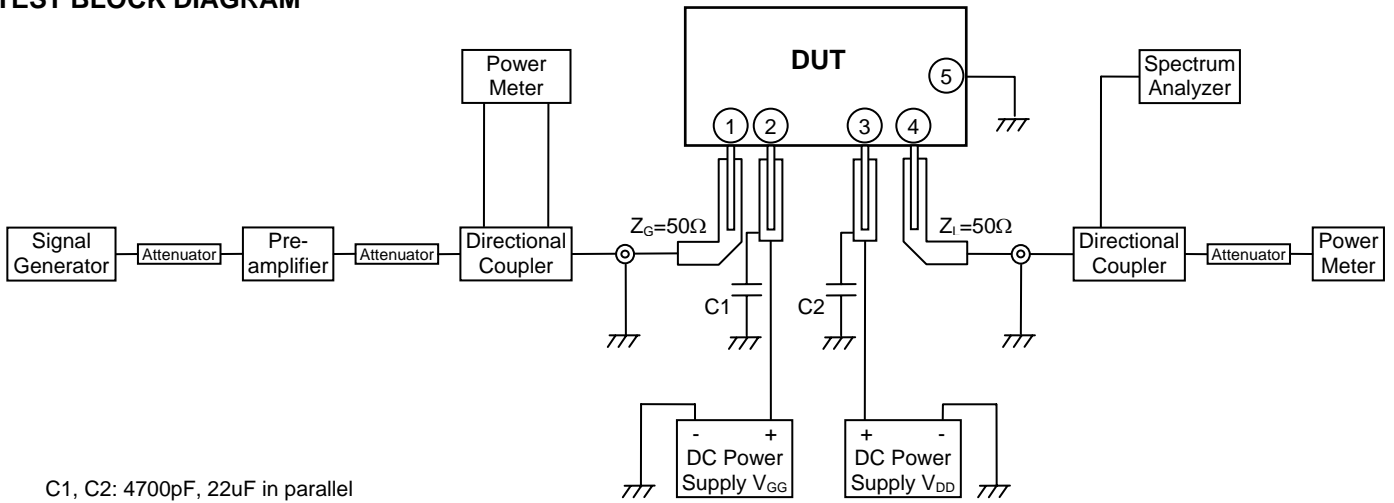 TEST BLOCK DIAGRAM
DUT
5
Power
Meter
Spectrum
Analyzer
1
2
3
4
ZG=50Ω
ZL=50Ω
Signal
Generator
Attenuator
Pre-
amplifier
Attenuator
Directional
Coupler
Directional
Coupler
Attenuator
Power
Meter
C1
C2
- +
DC Power
Supply VGG
+ -
DC Power
Supply VDD
C1, C2: 4700pF, 22uF in parallel